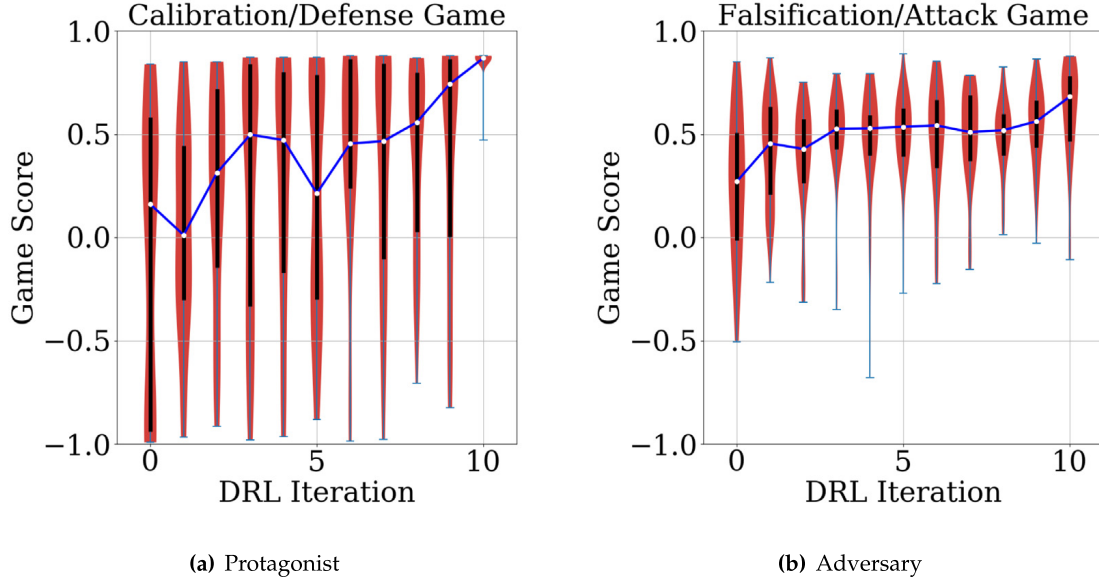 Calibration/Defense Game
1.0
0.5
0.0
−0.5
−1.0
Game Score
0 5 10
DRL Iteration
(a) Protagonist
Falsification/Attack Game
1.0
0.5
0.0
−0.5
−1.0
Game Score
0 5 10
DRL Iteration
(b) Adversary